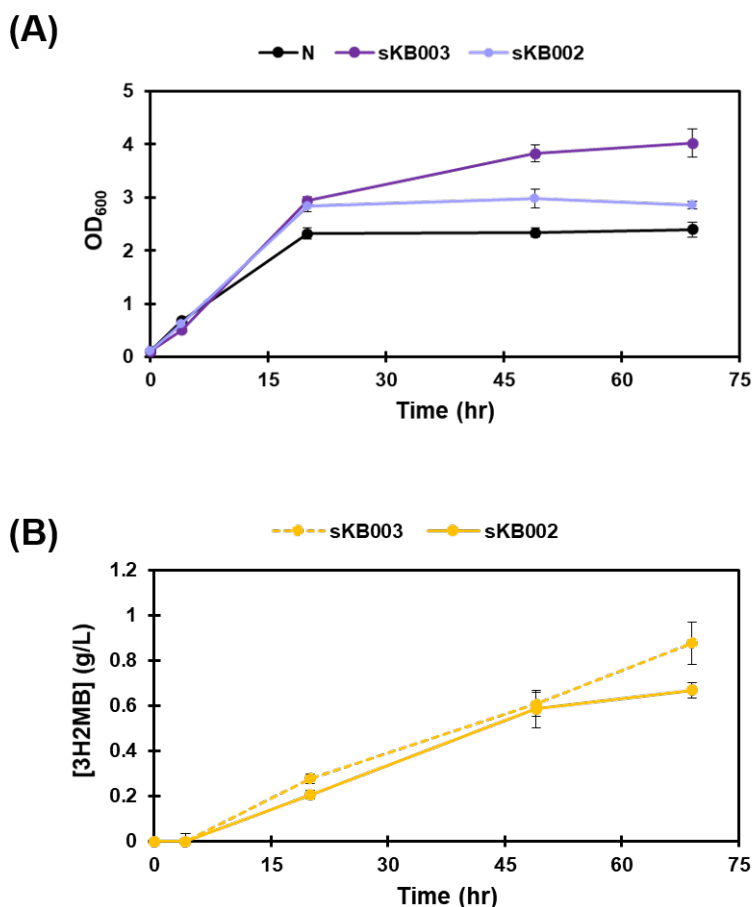 (A)
N sKB003 sKB002
5
4
3
2
1
0
OD₆₀₀
0 15 30 45 60 75
Time (hr)
(B)
sKB003 sKB002
1.2
1
0.8
0.6
0.4
0.2
0
[3H2MB] (g/L)
0 15 30 45 60 75
Time (hr)